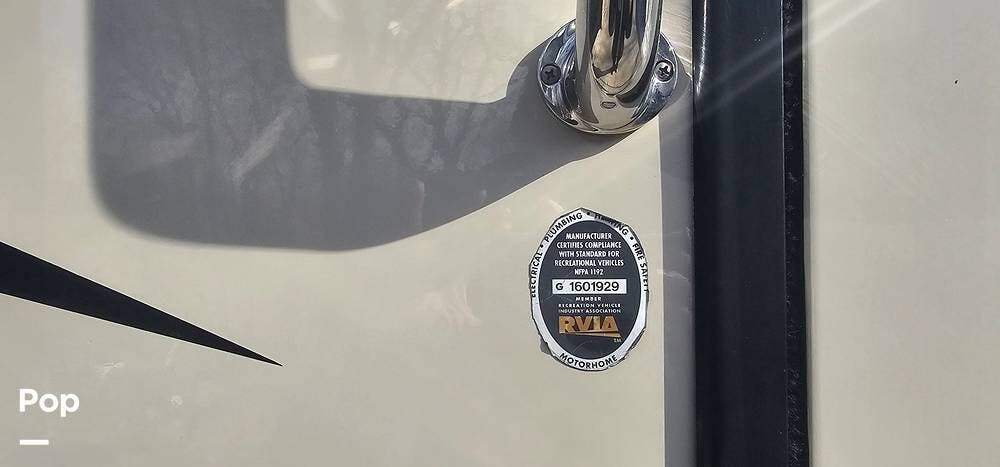 ELECTRICAL • PLUMBING • HEATING • FIRE SAFETY
MANUFACTURER
CERTIFIES COMPLIANCE
WITH STANDARD FOR
RECREATIONAL VEHICLES
NFPA 1192
G 1601929
MEMBER
RECREATION VEHICLE
INDUSTRY ASSOCIATION
RVIA
TM
MOTORHOME
Pop